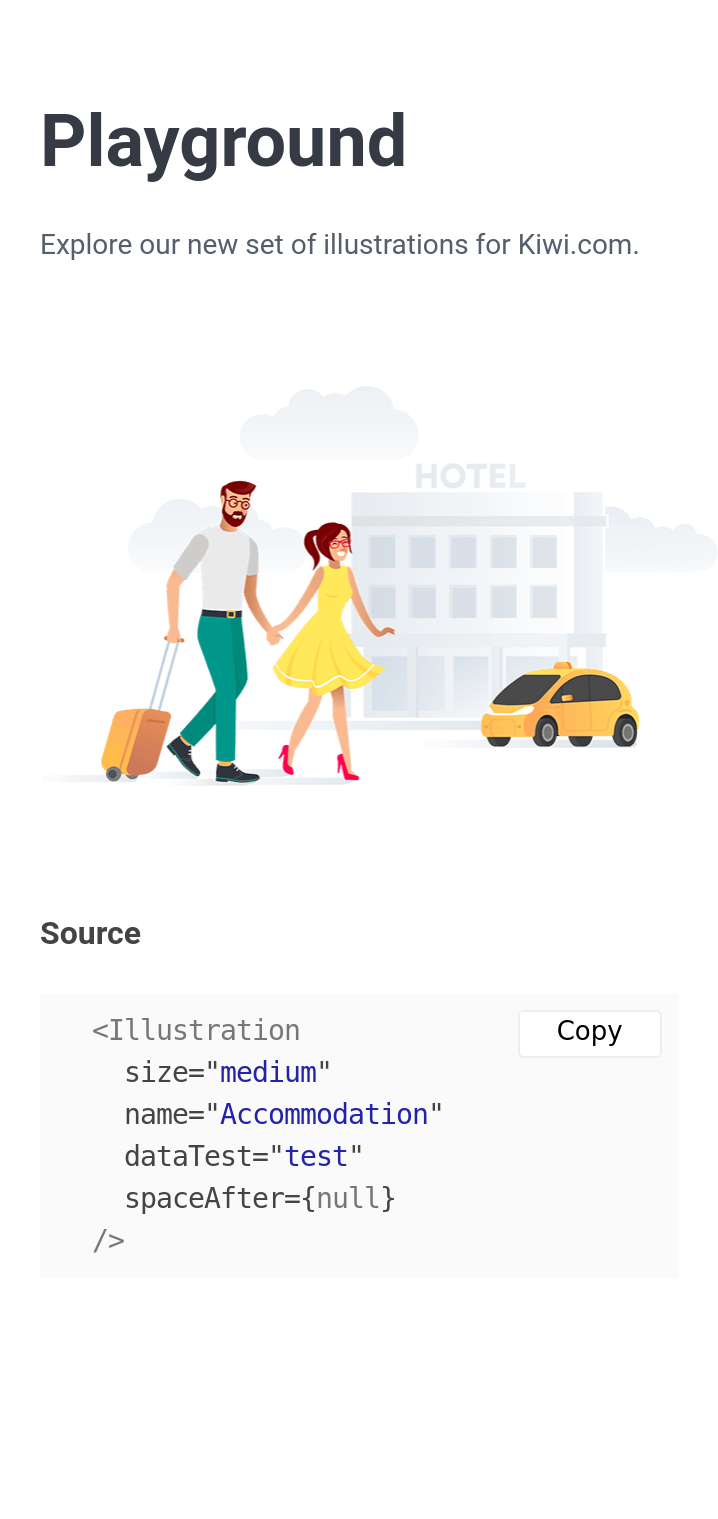 Playground
Explore our new set of illustrations for Kiwi.com.
HOTEL
Source
Copy
<Illustration
  size="medium"
  name="Accommodation"
  dataTest="test"
  spaceAfter={null}
/>